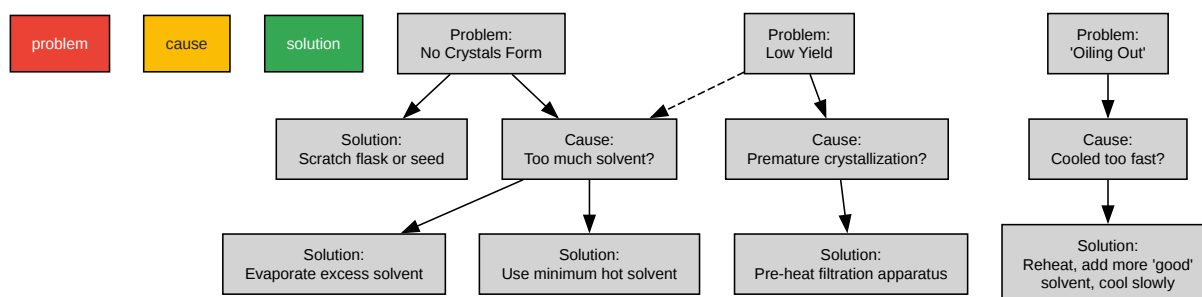 problem
cause
solution
Problem:
No Crystals Form
Problem:
Low Yield
Problem:
'Oiling Out'
Solution:
Scratch flask or seed
Cause:
Too much solvent?
Cause:
Premature crystallization?
Cause:
Cooled too fast?
Solution:
Evaporate excess solvent
Solution:
Use minimum hot solvent
Solution:
Pre-heat filtration apparatus
Solution:
Reheat, add more 'good'
solvent, cool slowly